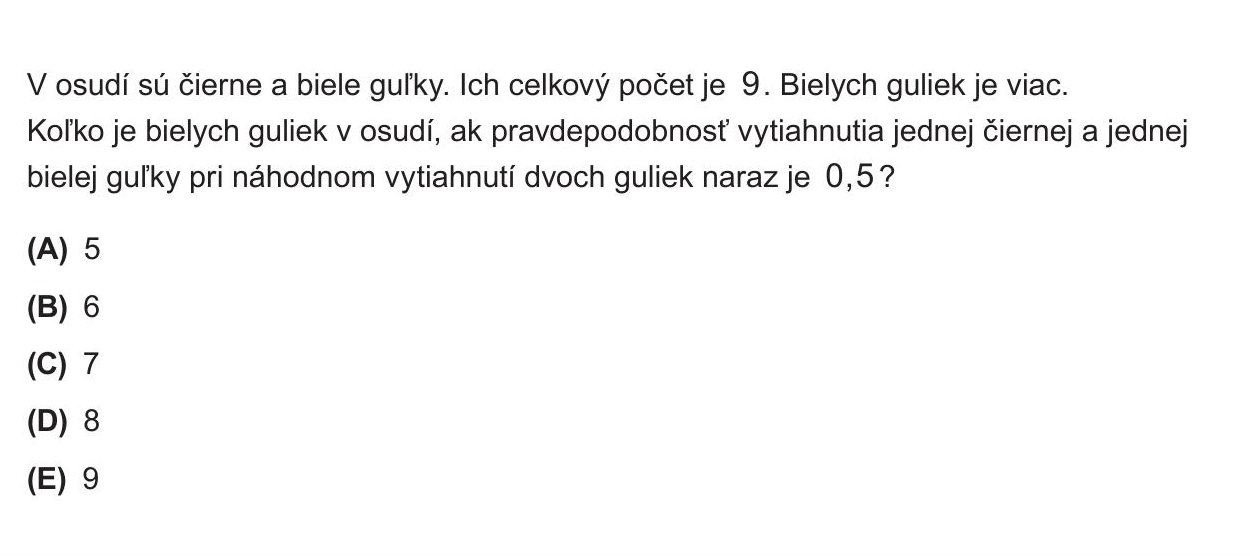 V osudí sú čierne a biele guľky. Ich celkový počet je 9. Bielych guliek je viac.
Koľko je bielych guliek v osudí, ak pravdepodobnosť vytiahnutia jednej čiernej a jednej
bielej guľky pri náhodnom vytiahnutí dvoch guliek naraz je 0,5?
(A) 5
(B) 6
(C) 7
(D) 8
(E) 9